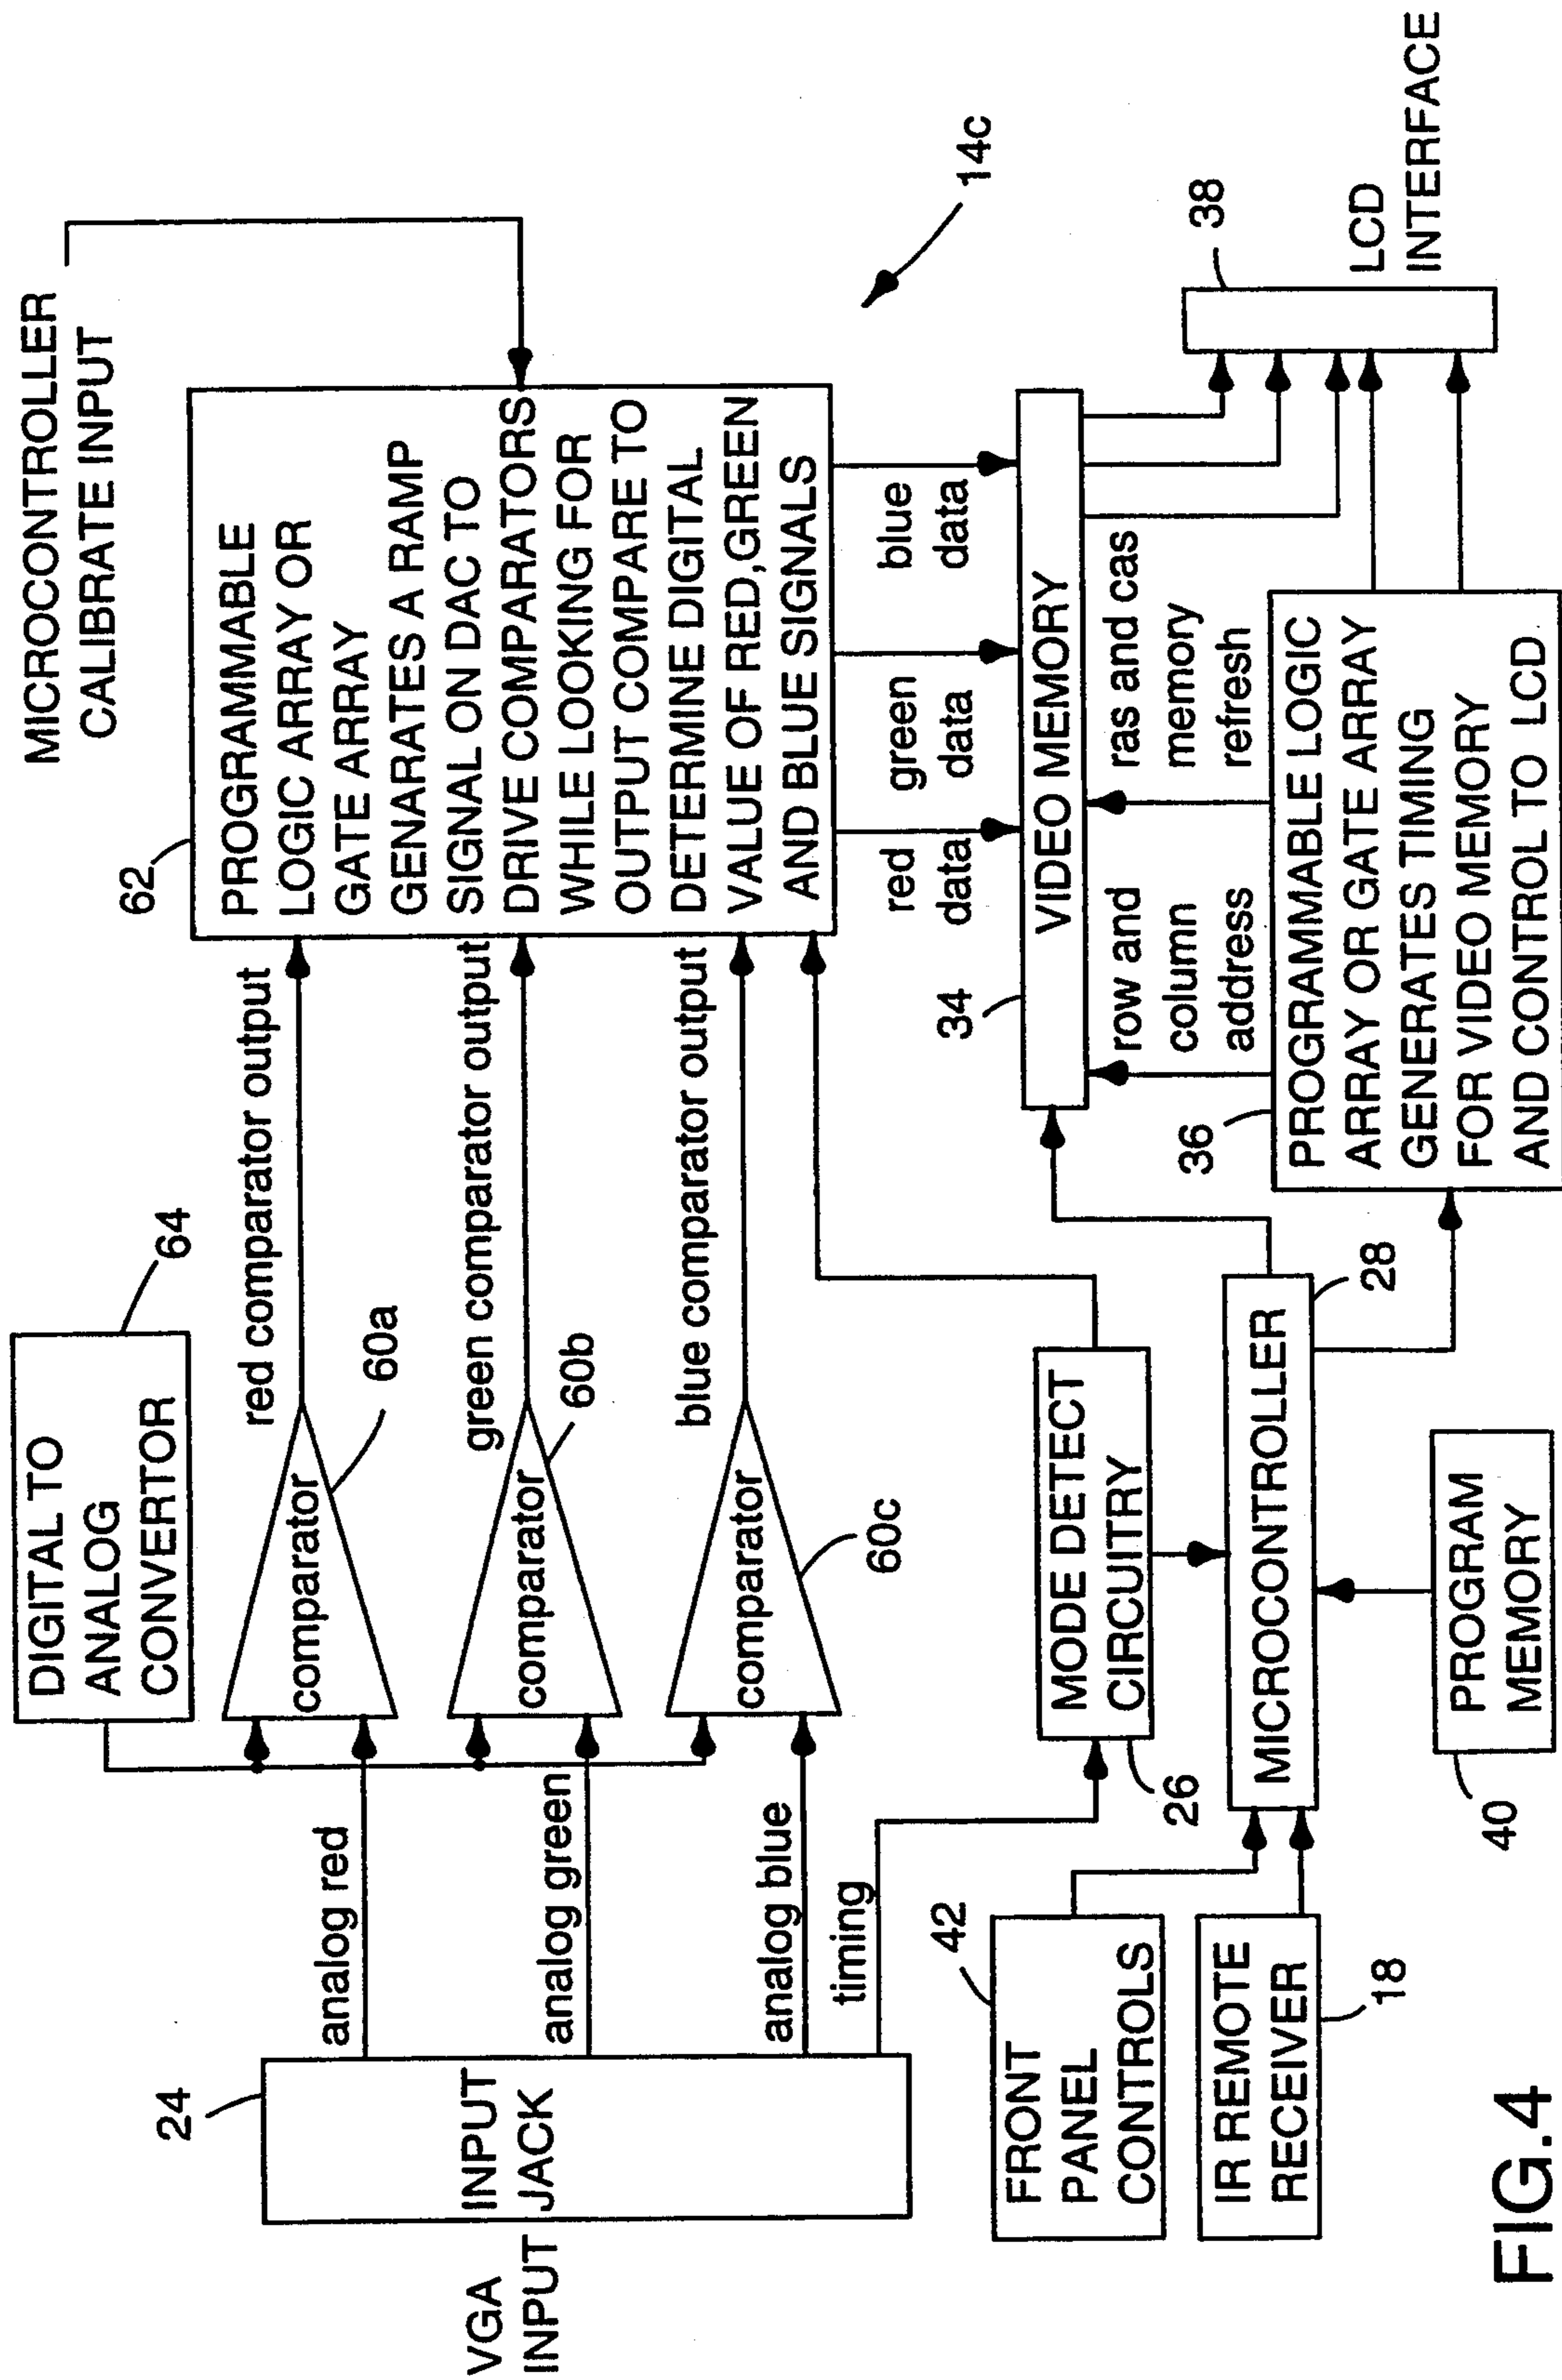 VGA
INPUT
24
INPUT
JACK
analog red
analog green
analog blue
timing
DIGITAL TO
ANALOG
CONVERTOR
64
comparator
60a
comparator
60b
comparator
60c
red comparator output
green comparator output
blue comparator output
MICROCONTROLLER
CALIBRATE INPUT
62
PROGRAMMABLE
LOGIC ARRAY OR
GATE ARRAY
GENARATES A RAMP
SIGNAL ON DAC TO
DRIVE COMPARATORS
WHILE LOOKING FOR
OUTPUT COMPARE TO
DETERMINE DIGITAL
VALUE OF RED,GREEN
AND BLUE SIGNALS
14c
red
data
green
data
blue
data
34
VIDEO MEMORY
38
LCD
INTERFACE
row and
column
address
ras and cas
memory
refresh
36
PROGRAMMABLE LOGIC
ARRAY OR GATE ARRAY
GENERATES TIMING
FOR VIDEO MEMORY
AND CONTROL TO LCD
MODE DETECT
CIRCUITRY
26
MICROCONTROLLER
28
42
FRONT
PANEL
CONTROLS
IR REMOTE
RECEIVER
18
PROGRAM
MEMORY
40
FIG.4